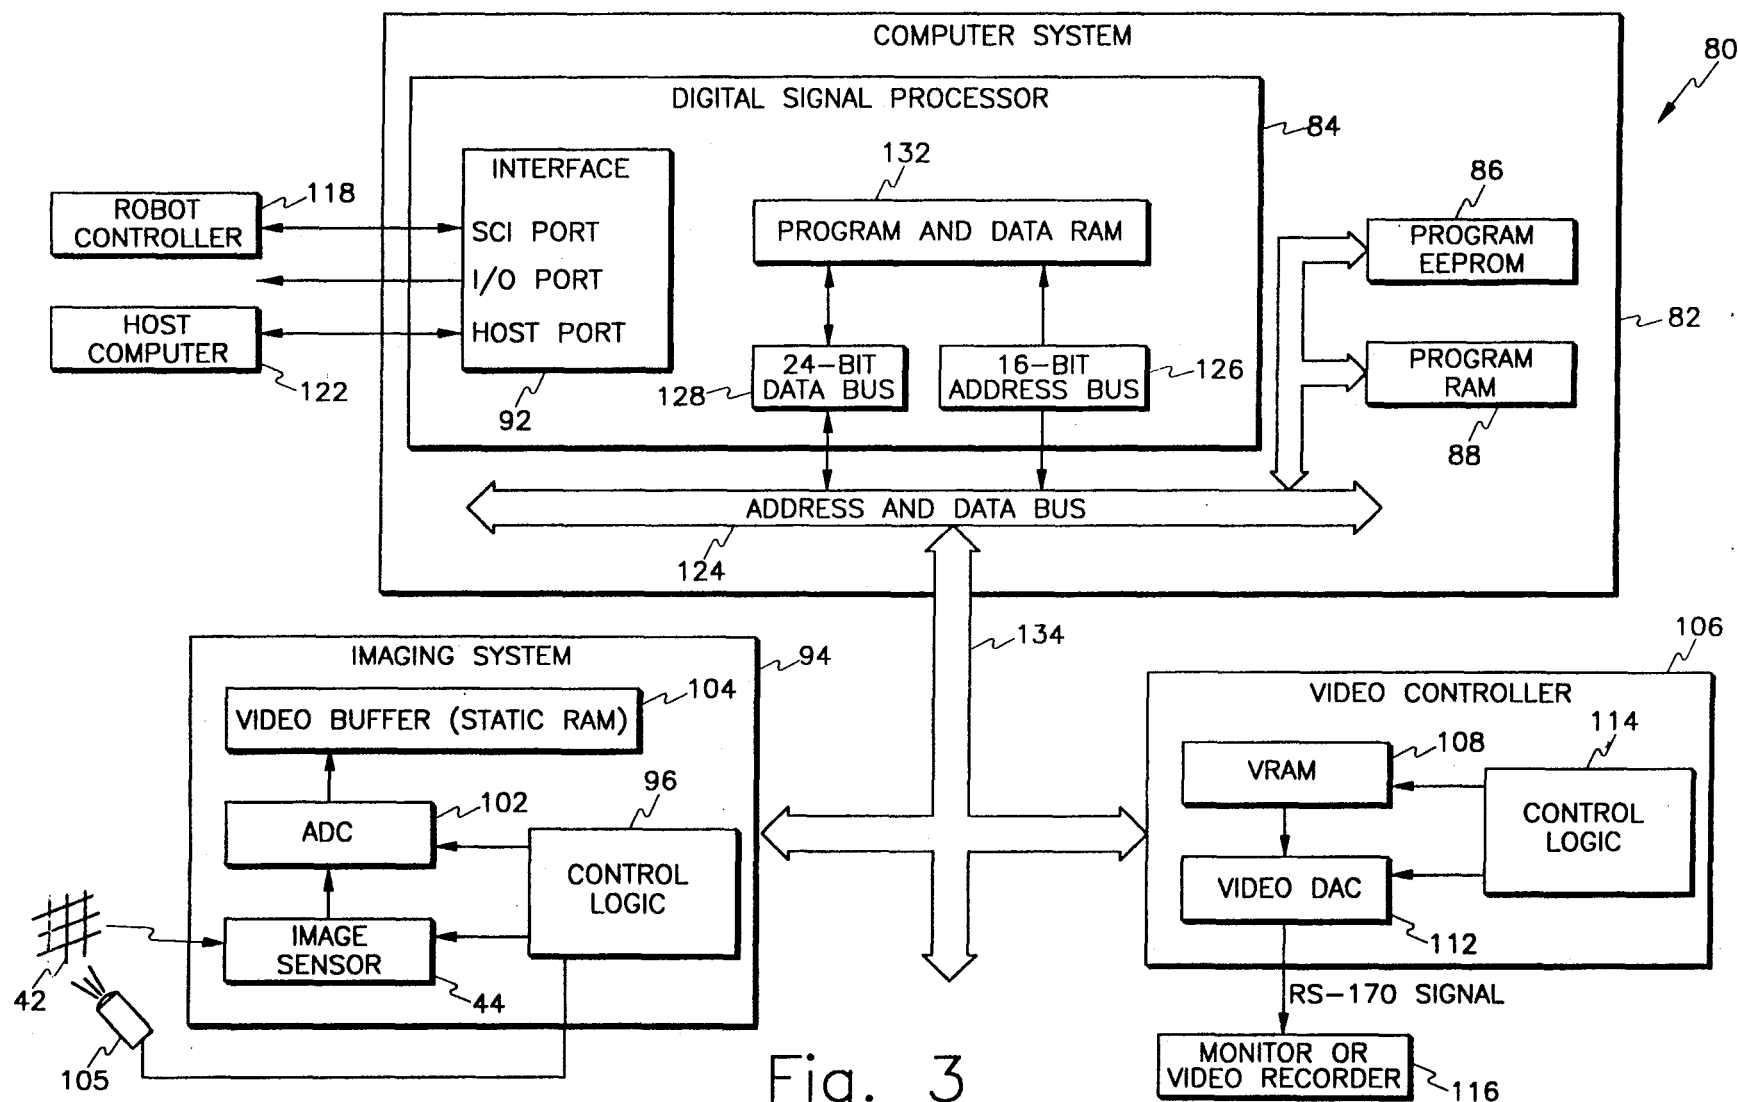 COMPUTER SYSTEM
80
DIGITAL SIGNAL PROCESSOR
84
INTERFACE
SCI PORT
I/O PORT
HOST PORT
92
132
PROGRAM AND DATA RAM
86
PROGRAM
EEPROM
ROBOT
CONTROLLER
118
HOST
COMPUTER
122
82
24-BIT
DATA BUS
128
16-BIT
ADDRESS BUS
126
PROGRAM
RAM
88
ADDRESS AND DATA BUS
124
134
IMAGING SYSTEM
94
VIDEO BUFFER (STATIC RAM)
104
ADC
102
96
CONTROL
LOGIC
IMAGE
SENSOR
44
42
105
106
VIDEO CONTROLLER
VRAM
108
114
CONTROL
LOGIC
VIDEO DAC
112
RS-170 SIGNAL
MONITOR OR
VIDEO RECORDER
116
Fig. 3